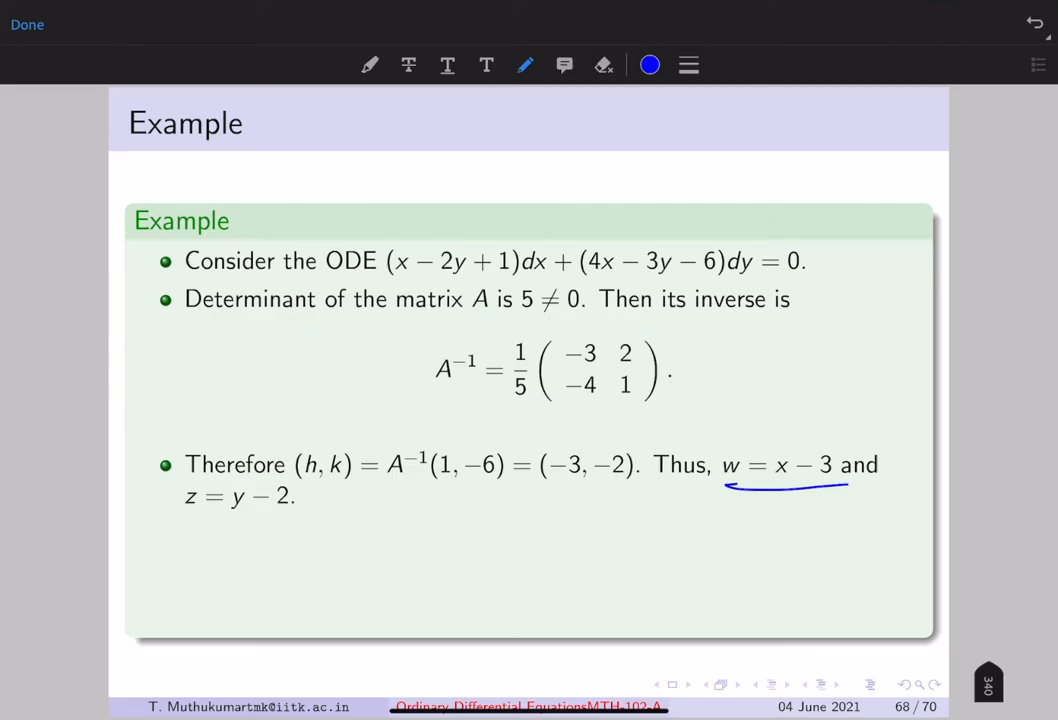 Done
Example
Example
Consider the ODE (x − 2y + 1)dx + (4x − 3y − 6)dy = 0.
Determinant of the matrix A is 5 ≠ 0. Then its inverse is
A⁻¹ = 1/5 ( −3 2
−4 1 ) .
Therefore (h, k) = A⁻¹(1, −6) = (−3, −2). Thus, w = x − 3 and
z = y − 2.
340
T. Muthukumartmk@iitk.ac.in Ordinary Differential EquationsMTH-102-A 04 June 2021 68 / 70